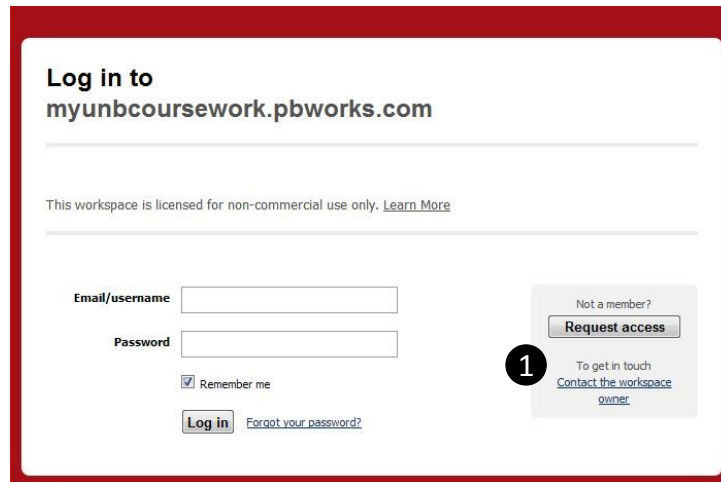 Log in to
myunbcoursework.pbworks.com
This workspace is licensed for non-commercial use only. Learn More
Email/username
Password
Remember me
Log in Forgot your password?
Not a member?
Request access
1
To get in touch
Contact the workspace
owner